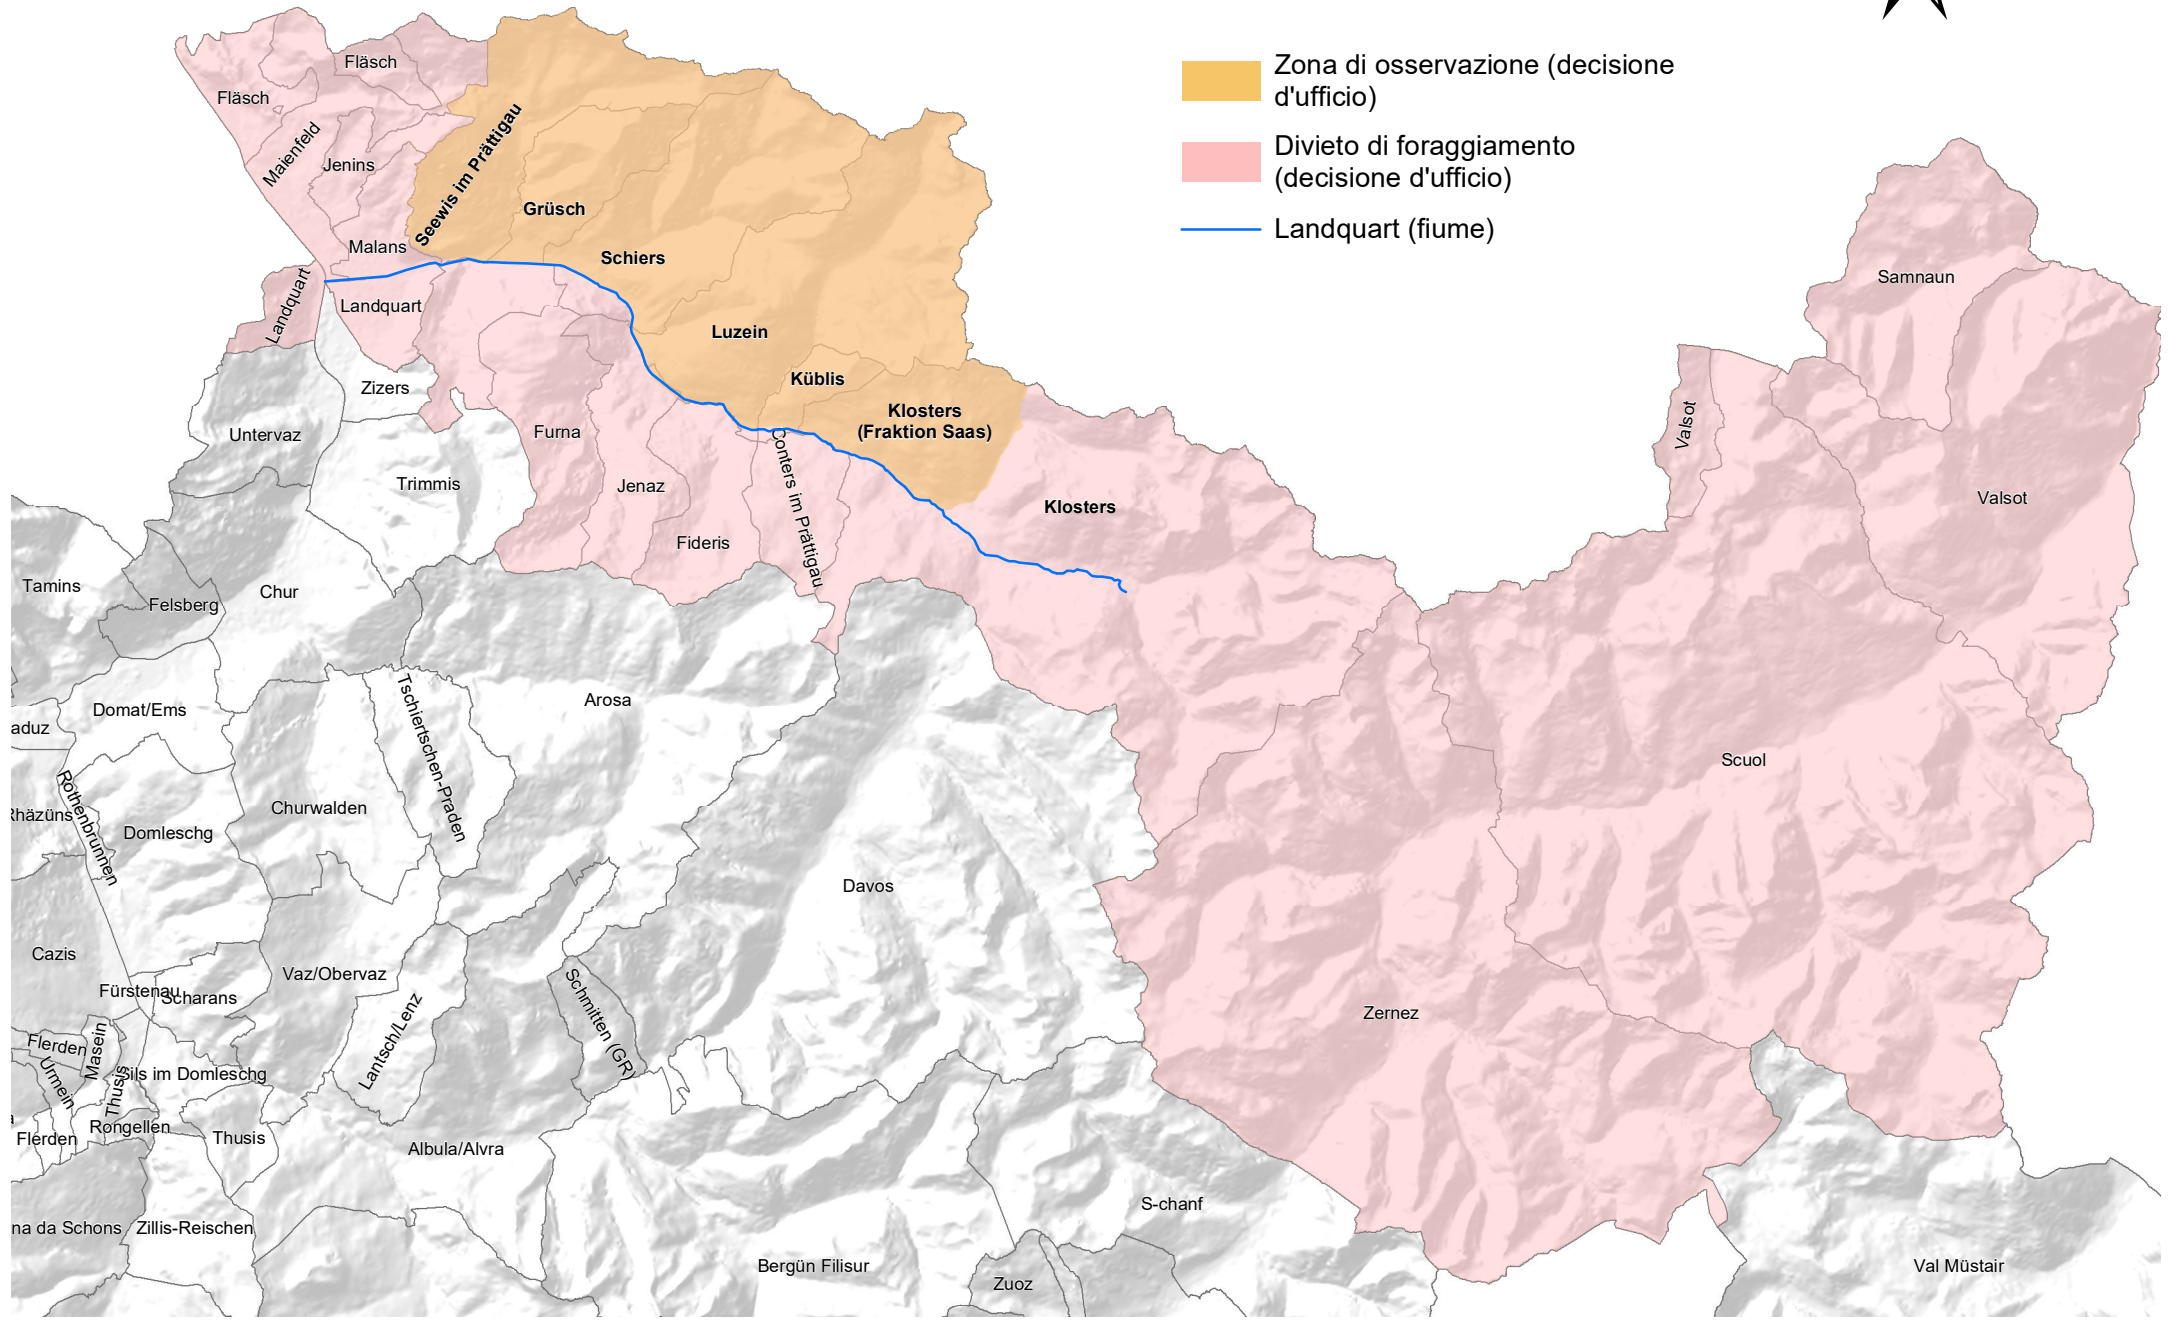 Zona di osservazione (decisione
d'ufficio)
Divieto di foraggiamento
(decisione d'ufficio)
Landquart (fiume)
Fläsch
Fläsch
Maienfeld
Jenins
Seewis im Prättigau
Grüsch
Malans
Schiers
Landquart
Landquart
Luzein
Zizers
Küblis
Klosters
(Fraktion Saas)
Untervaz
Furna
Conters im Prättigau
Trimmis
Jenaz
Klosters
Fideris
Samnaun
Valsot
Valsot
Tamins
Felsberg
Chur
Arosa
Domat/Ems
Tschiertschen-Praden
aduz
Scuol
Rothenbrunnen
Rhäzüns
Churwalden
Domleschg
Davos
Cazis
Vaz/Obervaz
Fürstenau
Scharans
Schmitten (GR)
Lantsch/Lenz
Zernez
Flerden
Masein
Urmein
Thusis
Sils im Domleschg
a
Flerden
Rongellen
Thusis
Albula/Alvra
na da Schons
Zillis-Reischen
S-chanf
Bergün Filisur
Zuoz
Val Müstair